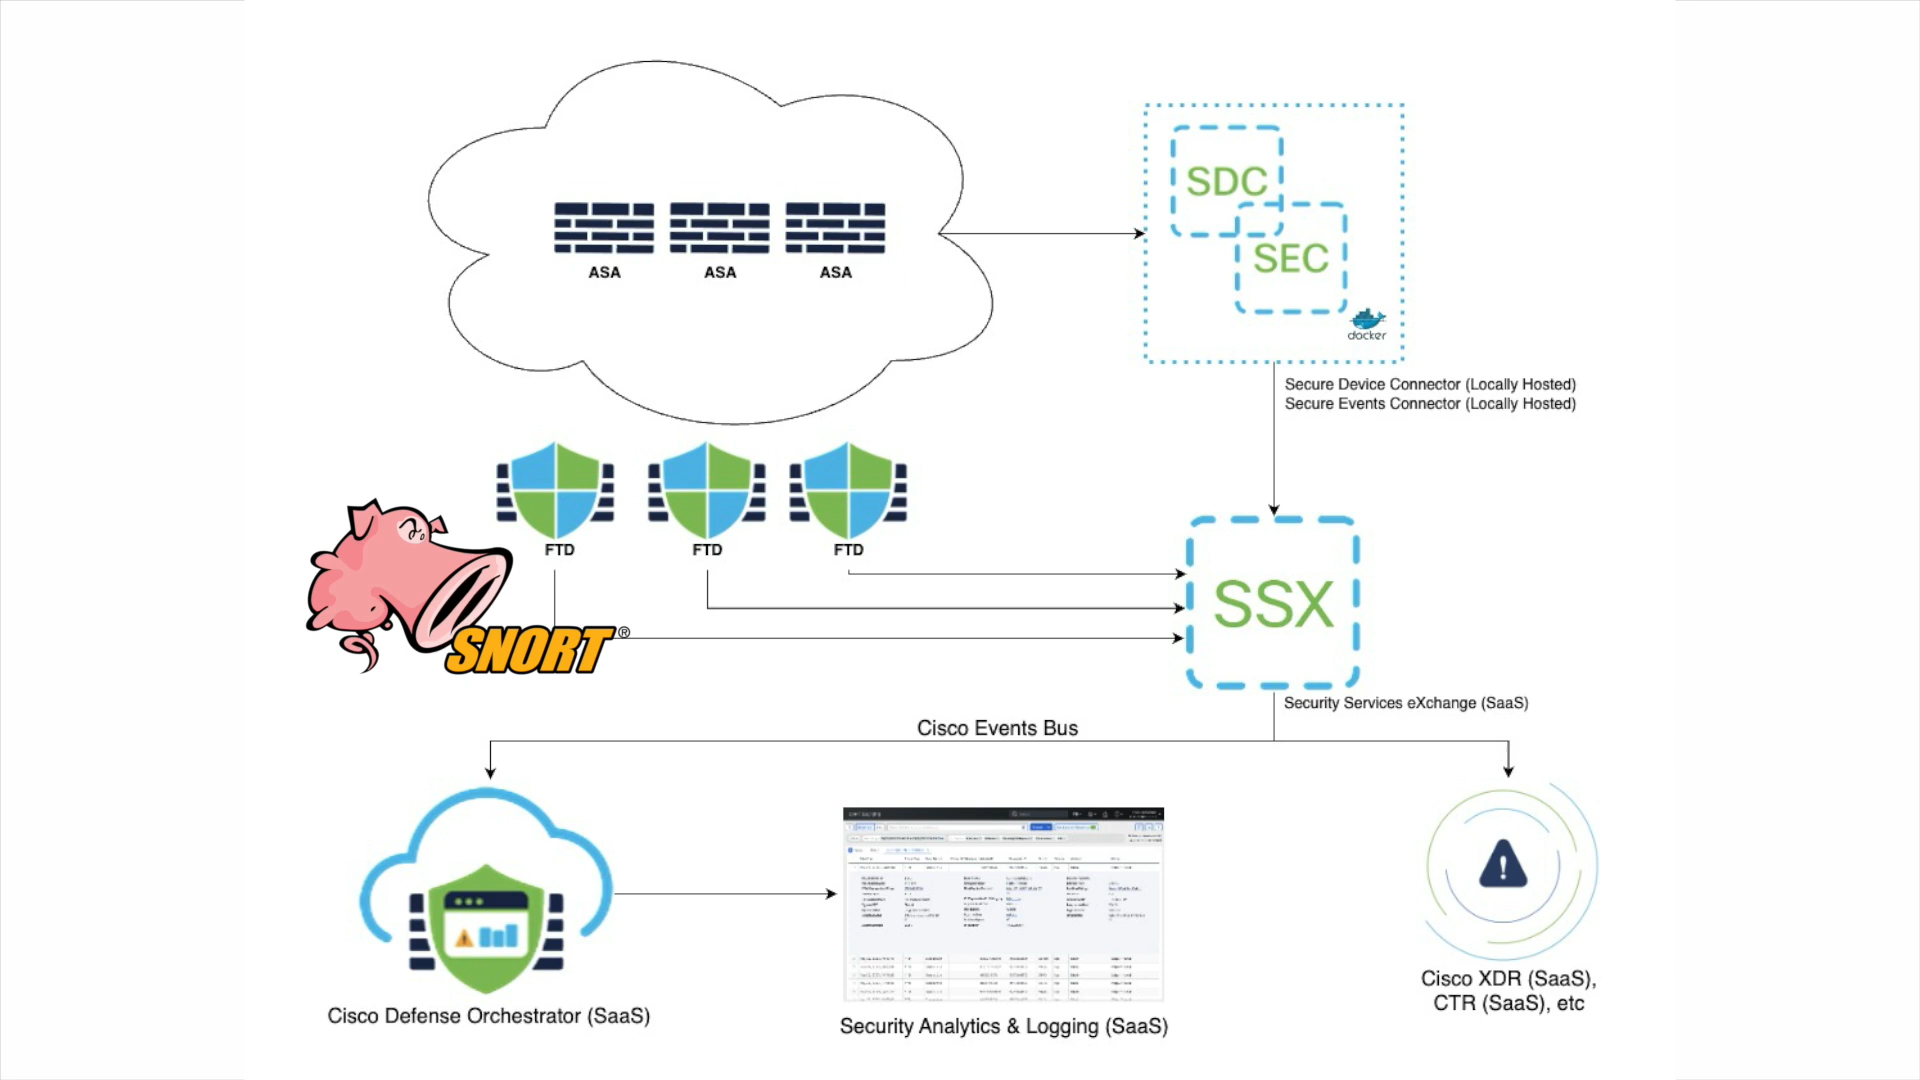 SDC
SEC
docker
ASA
ASA
ASA
Secure Device Connector (Locally Hosted)
Secure Events Connector (Locally Hosted)
FTD
FTD
FTD
SNORT®
SSX
Security Services eXchange (SaaS)
Cisco Events Bus
Cisco Defense Orchestrator (SaaS)
Security Analytics & Logging (SaaS)
Cisco XDR (SaaS),
CTR (SaaS), etc